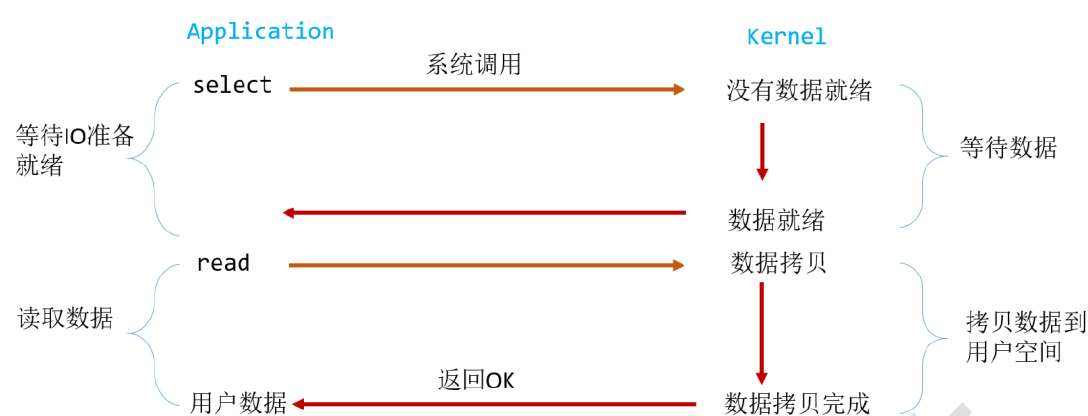 Application
Kernel
系统调用
select
没有数据就绪
等待IO准备
就绪
等待数据
数据就绪
read
数据拷贝
读取数据
拷贝数据到
用户空间
返回OK
用户数据
数据拷贝完成